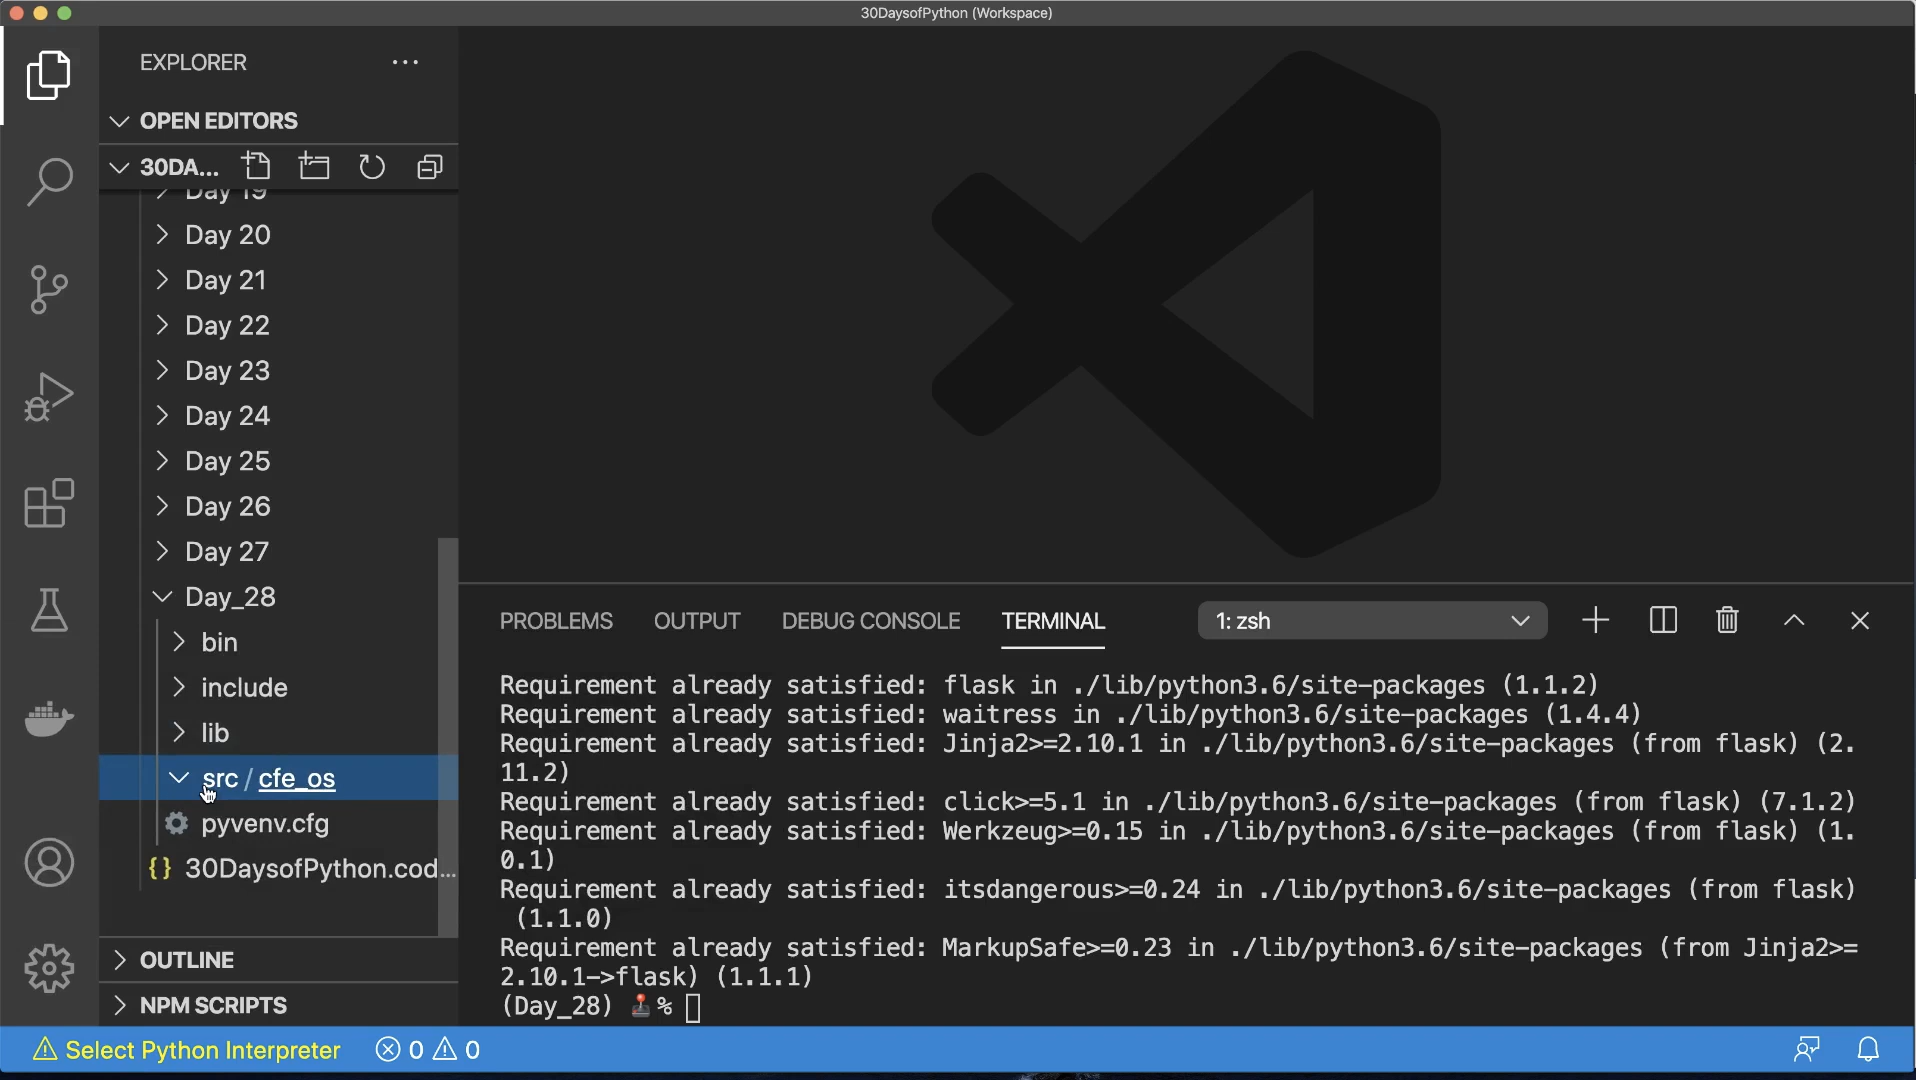 30DaysofPython (Workspace)
EXPLORER
OPEN EDITORS
30DA...
Day 19
Day 20
Day 21
Day 22
Day 23
Day 24
Day 25
Day 26
Day 27
Day_28
bin
include
lib
src / cfe_os
pyvenv.cfg
{} 30DaysofPython.cod...
OUTLINE
NPM SCRIPTS
PROBLEMS OUTPUT DEBUG CONSOLE TERMINAL 1: zsh
Requirement already satisfied: flask in ./lib/python3.6/site-packages (1.1.2)
Requirement already satisfied: waitress in ./lib/python3.6/site-packages (1.4.4)
Requirement already satisfied: Jinja2>=2.10.1 in ./lib/python3.6/site-packages (from flask) (2.
11.2)
Requirement already satisfied: click>=5.1 in ./lib/python3.6/site-packages (from flask) (7.1.2)
Requirement already satisfied: Werkzeug>=0.15 in ./lib/python3.6/site-packages (from flask) (1.
0.1)
Requirement already satisfied: itsdangerous>=0.24 in ./lib/python3.6/site-packages (from flask)
(1.1.0)
Requirement already satisfied: MarkupSafe>=0.23 in ./lib/python3.6/site-packages (from Jinja2>=
2.10.1->flask) (1.1.1)
(Day_28) 🕹️ %
Select Python Interpreter 0 0